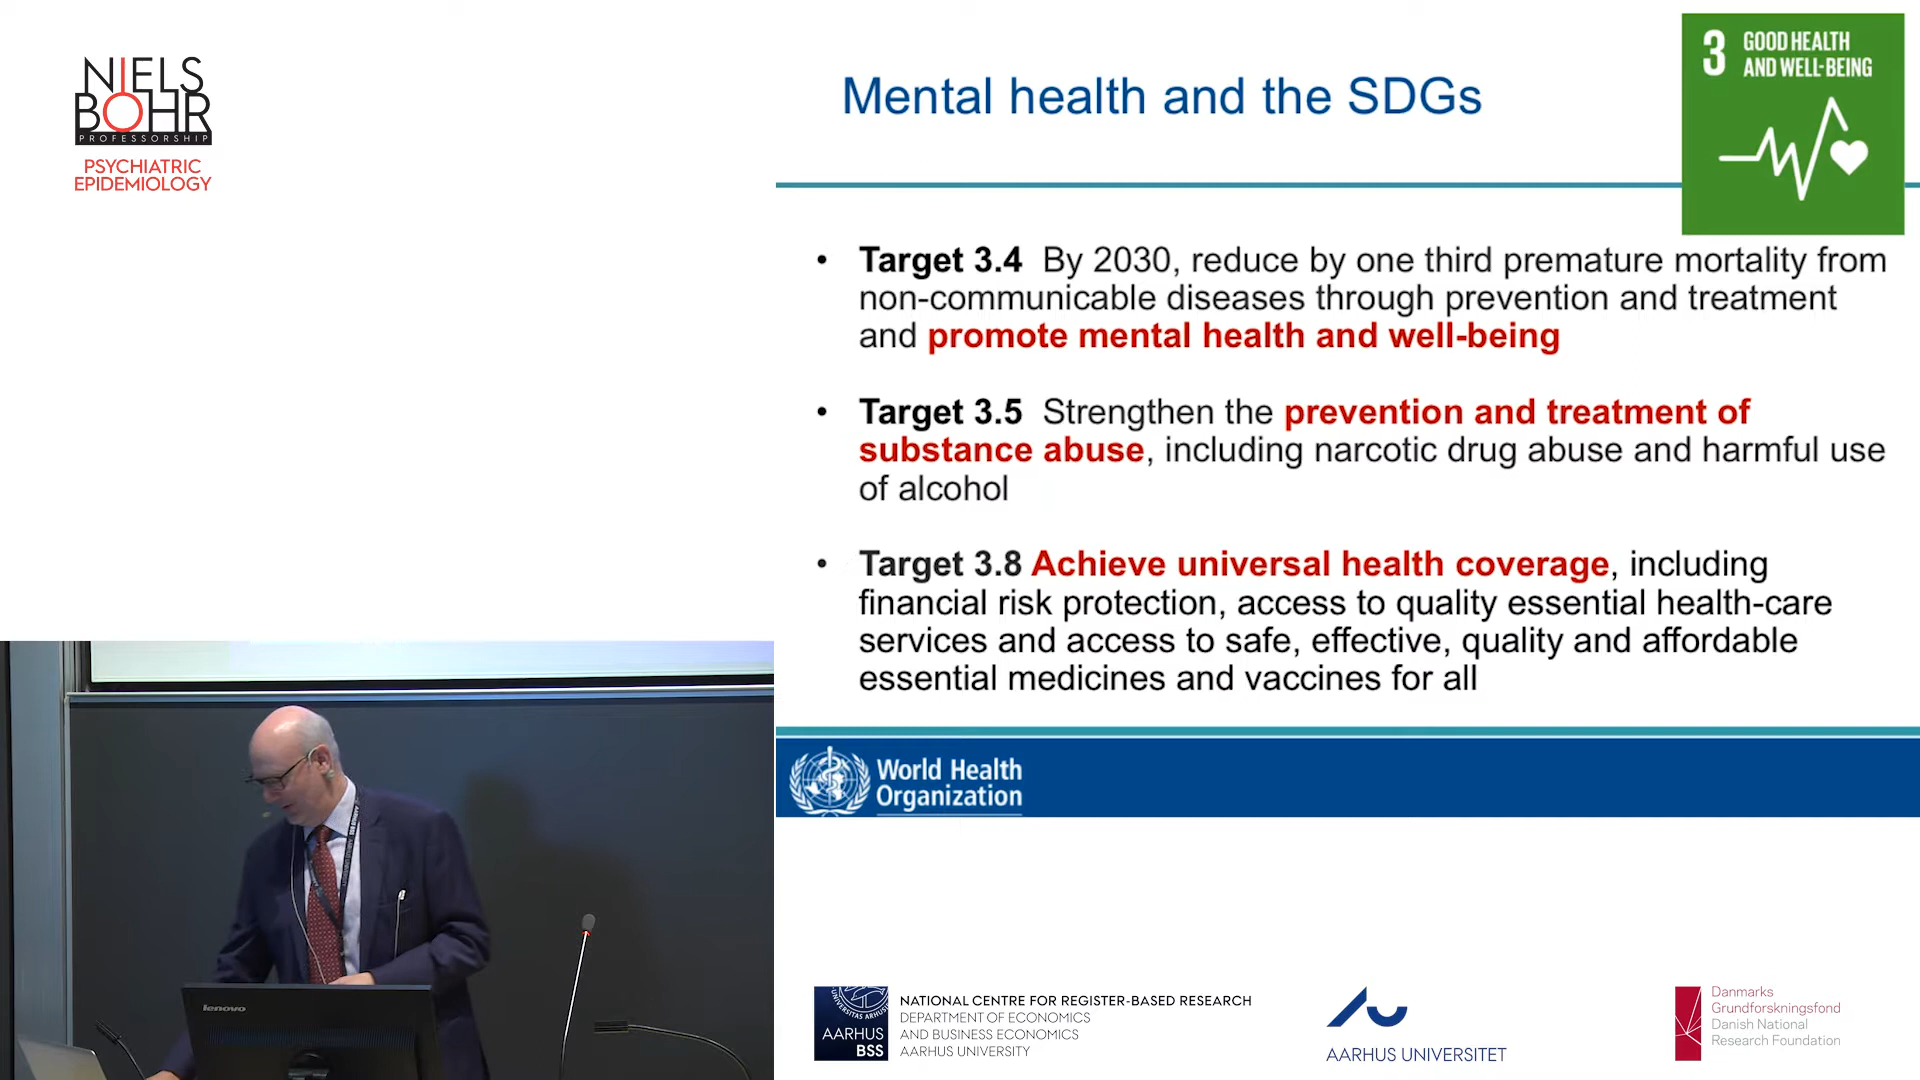 NIELS
BOHR
PROFESSORSHIP
PSYCHIATRIC
EPIDEMIOLOGY
Mental health and the SDGs
3 GOOD HEALTH
AND WELL-BEING
• Target 3.4 By 2030, reduce by one third premature mortality from
non-communicable diseases through prevention and treatment
and promote mental health and well-being
• Target 3.5 Strengthen the prevention and treatment of
substance abuse, including narcotic drug abuse and harmful use
of alcohol
• Target 3.8 Achieve universal health coverage, including
financial risk protection, access to quality essential health-care
services and access to safe, effective, quality and affordable
essential medicines and vaccines for all
World Health
Organization
lenovo
AARHUS
BSS
NATIONAL CENTRE FOR REGISTER-BASED RESEARCH
DEPARTMENT OF ECONOMICS
AND BUSINESS ECONOMICS
AARHUS UNIVERSITY
AARHUS UNIVERSITET
Danmarks
Grundforskningsfond
Danish National
Research Foundation